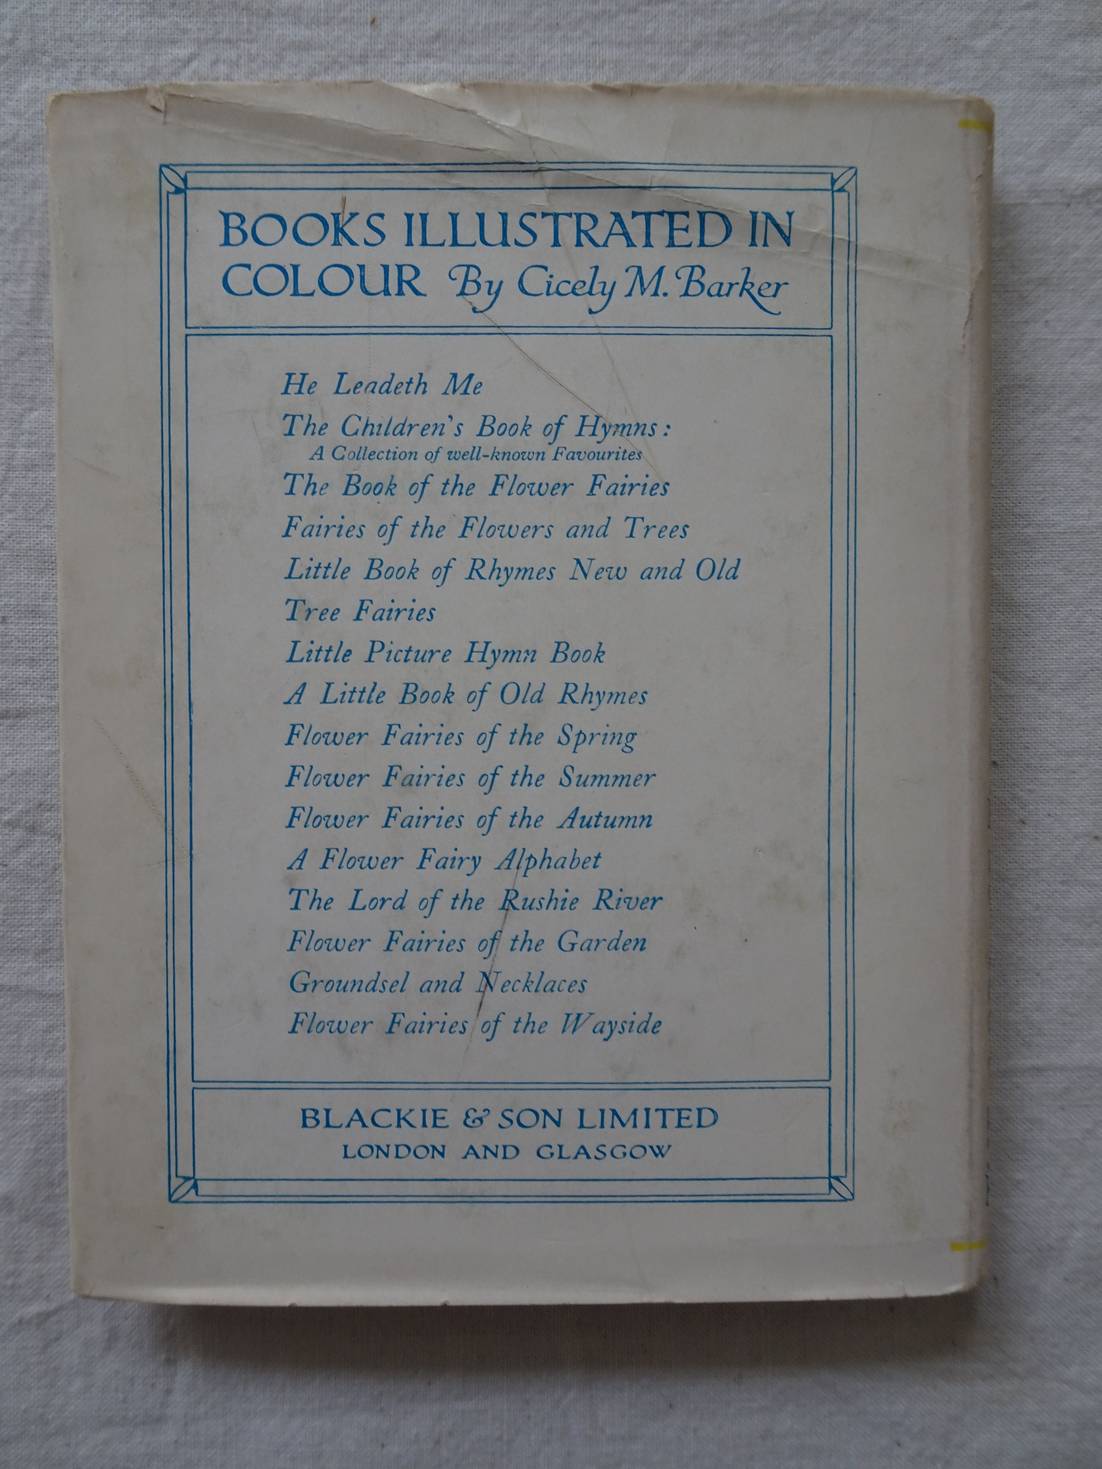 BOOKS ILLUSTRATED IN
COLOUR By Cicely M. Barker
He Leadeth Me
The Children's Book of Hymns:
A Collection of well-known Favourites
The Book of the Flower Fairies
Fairies of the Flowers and Trees
Little Book of Rhymes New and Old
Tree Fairies
Little Picture Hymn Book
A Little Book of Old Rhymes
Flower Fairies of the Spring
Flower Fairies of the Summer
Flower Fairies of the Autumn
A Flower Fairy Alphabet
The Lord of the Rushie River
Flower Fairies of the Garden
Groundsel and Necklaces
Flower Fairies of the Wayside
BLACKIE & SON LIMITED
LONDON AND GLASGOW